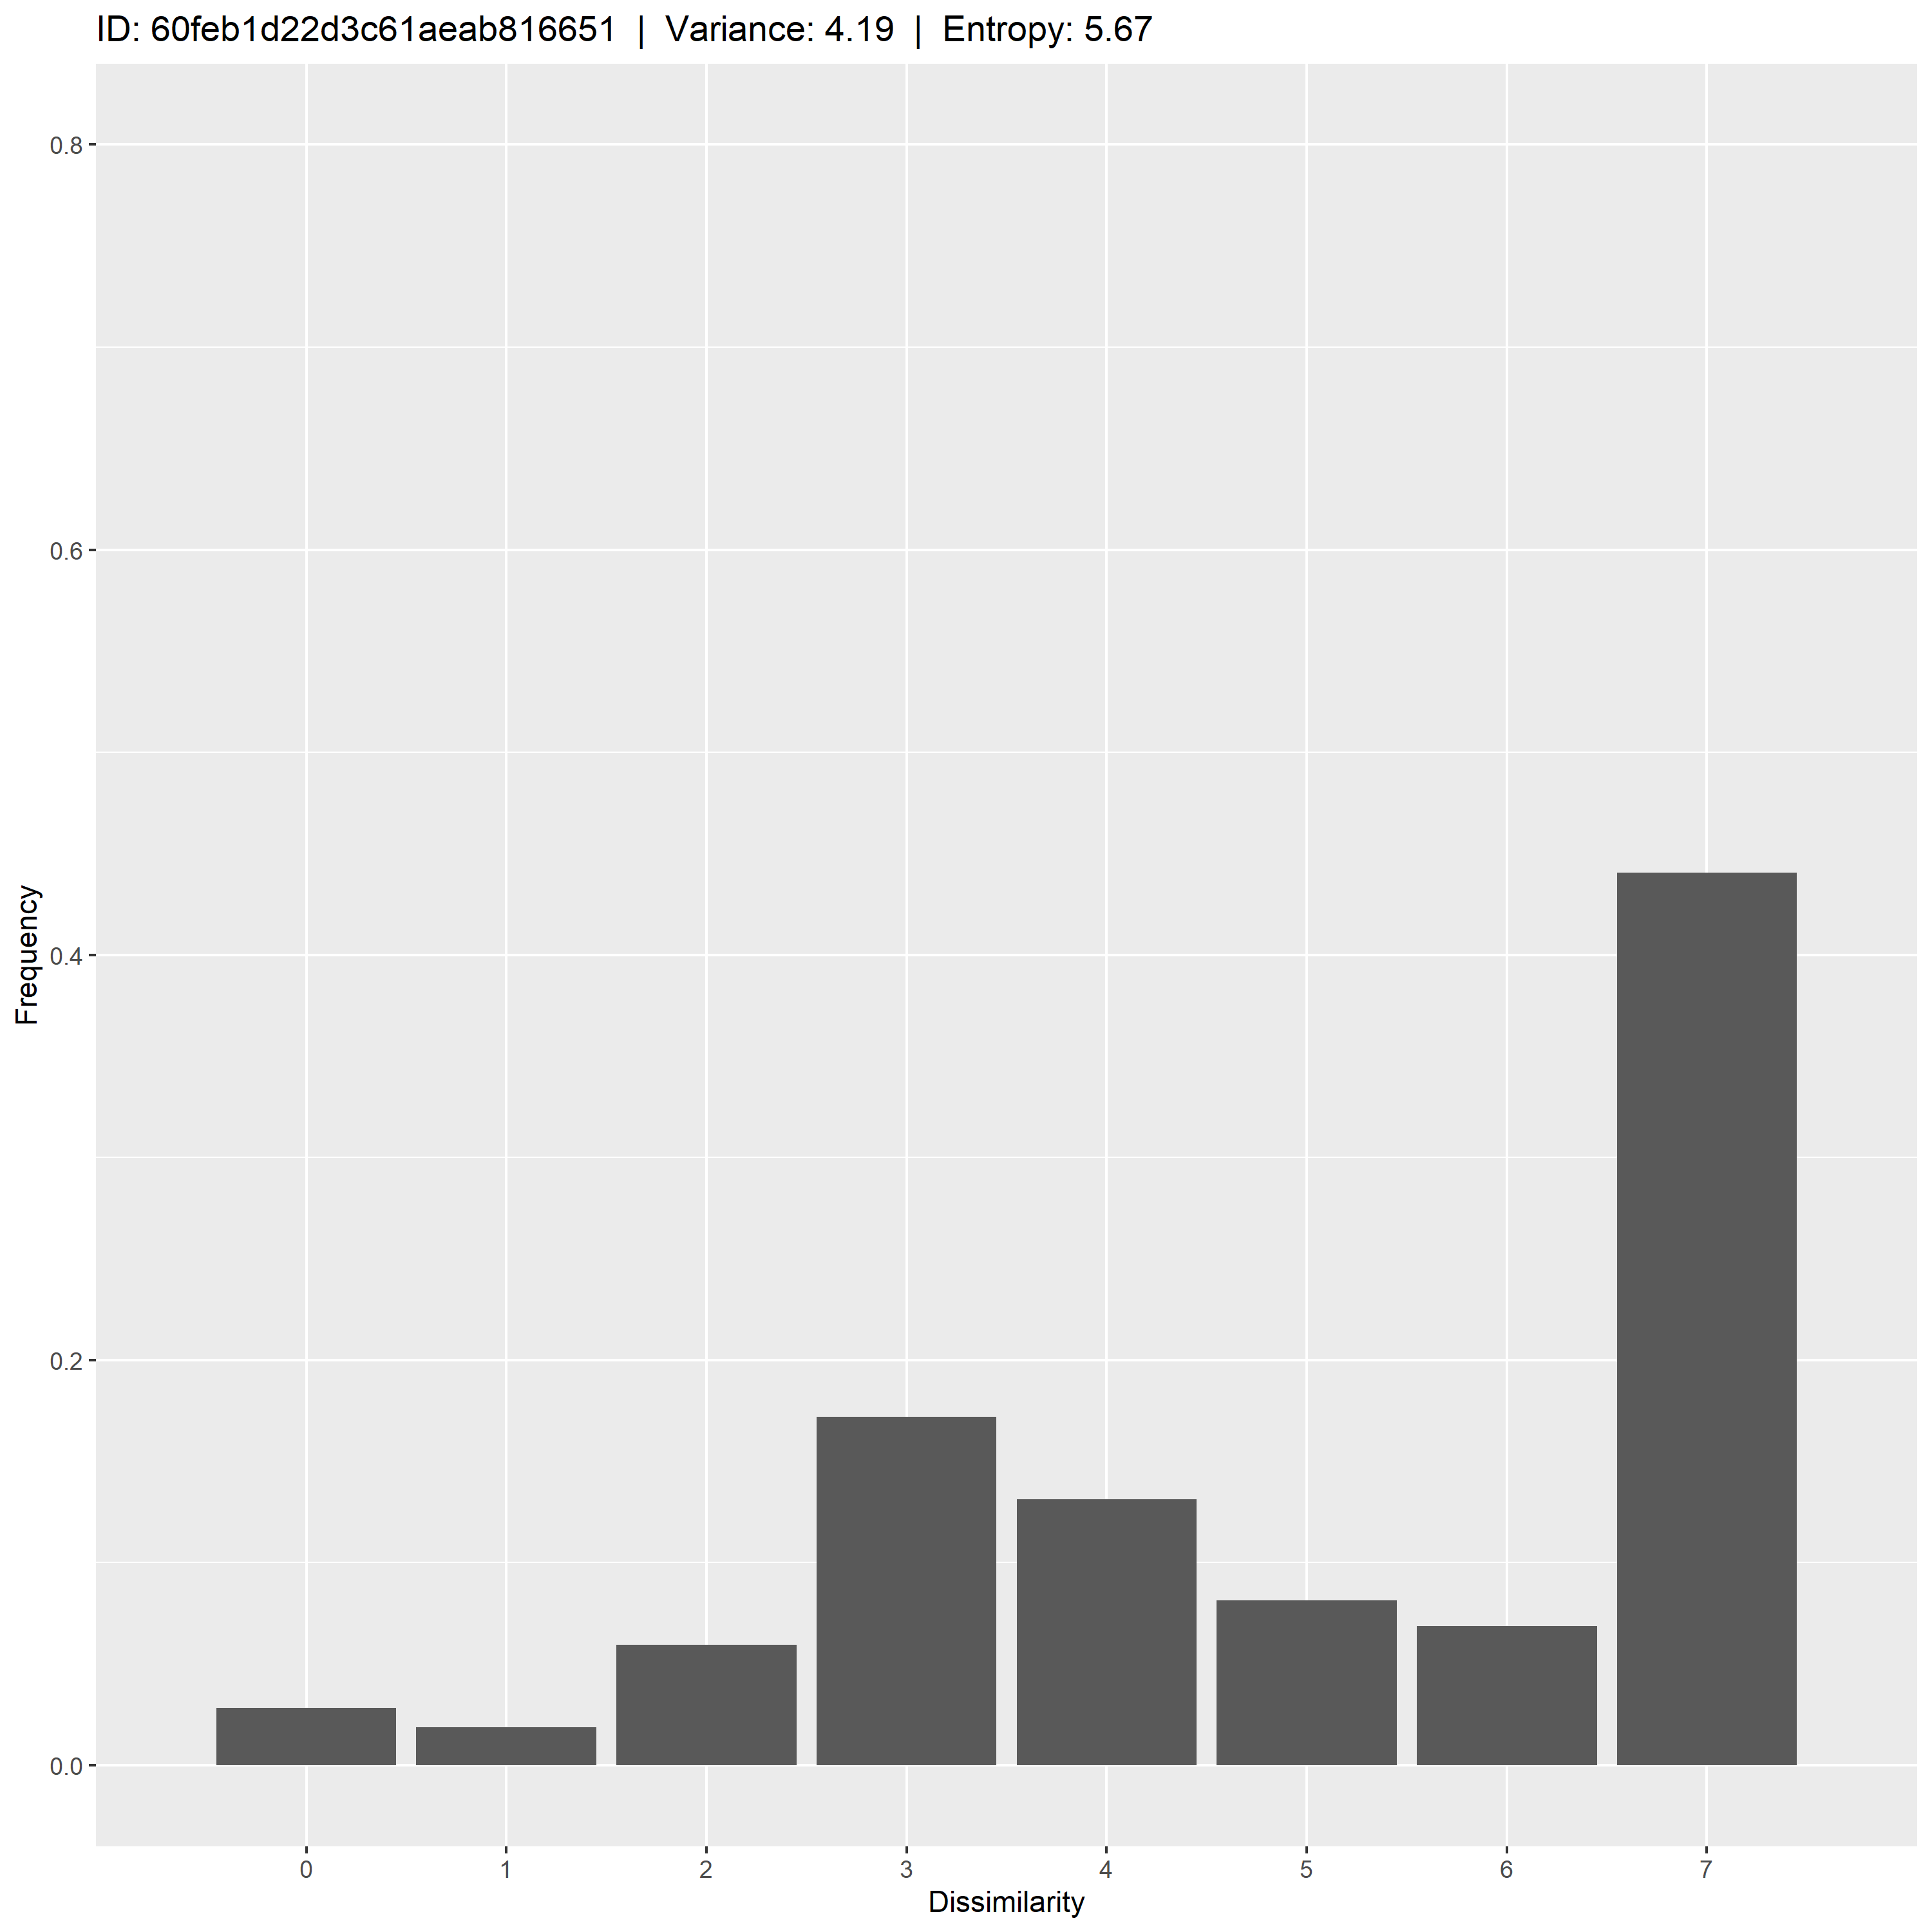 ID: 60feb1d22d3c61aeab816651 | Variance: 4.19 | Entropy: 5.67
Frequency
0.8
0.6
0.4
0.2
0.0
0 1 2 3 4 5 6 7
Dissimilarity